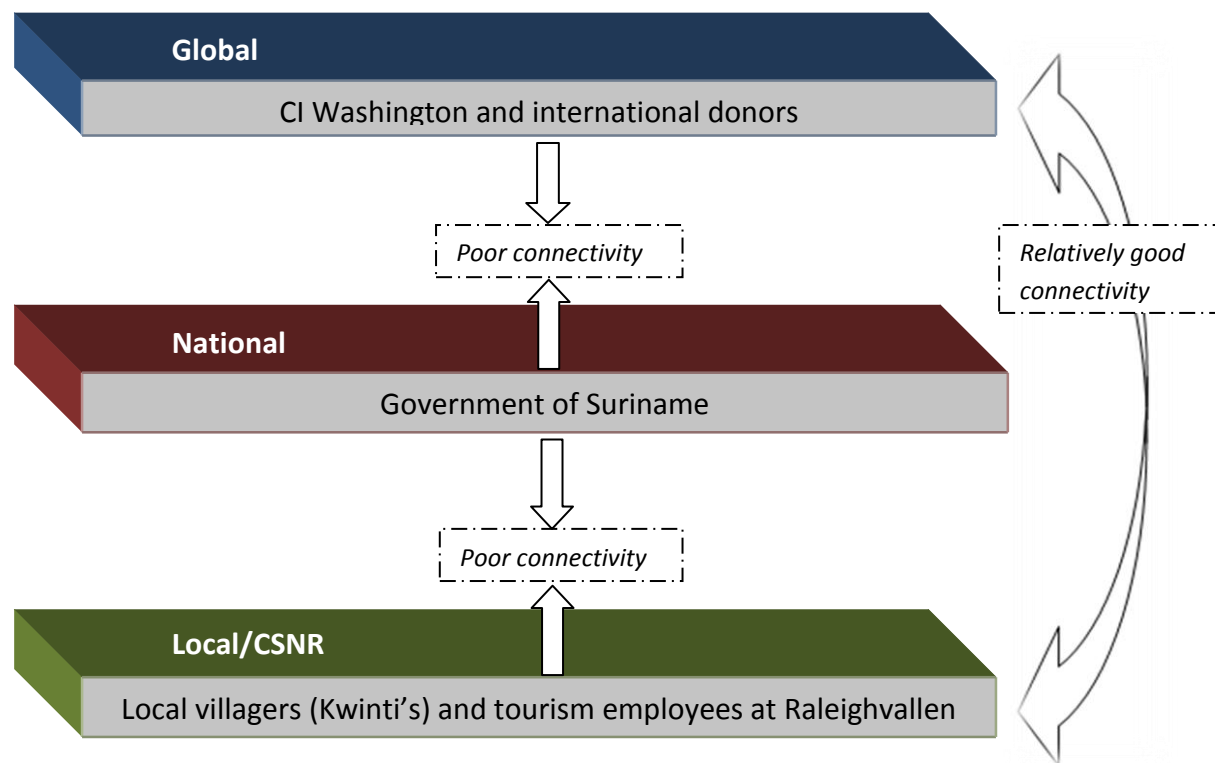 Global
CI Washington and international donors
Poor connectivity
Relatively good
connectivity
National
Government of Suriname
Poor connectivity
Local/CSNR
Local villagers (Kwinti’s) and tourism employees at Raleighvallen